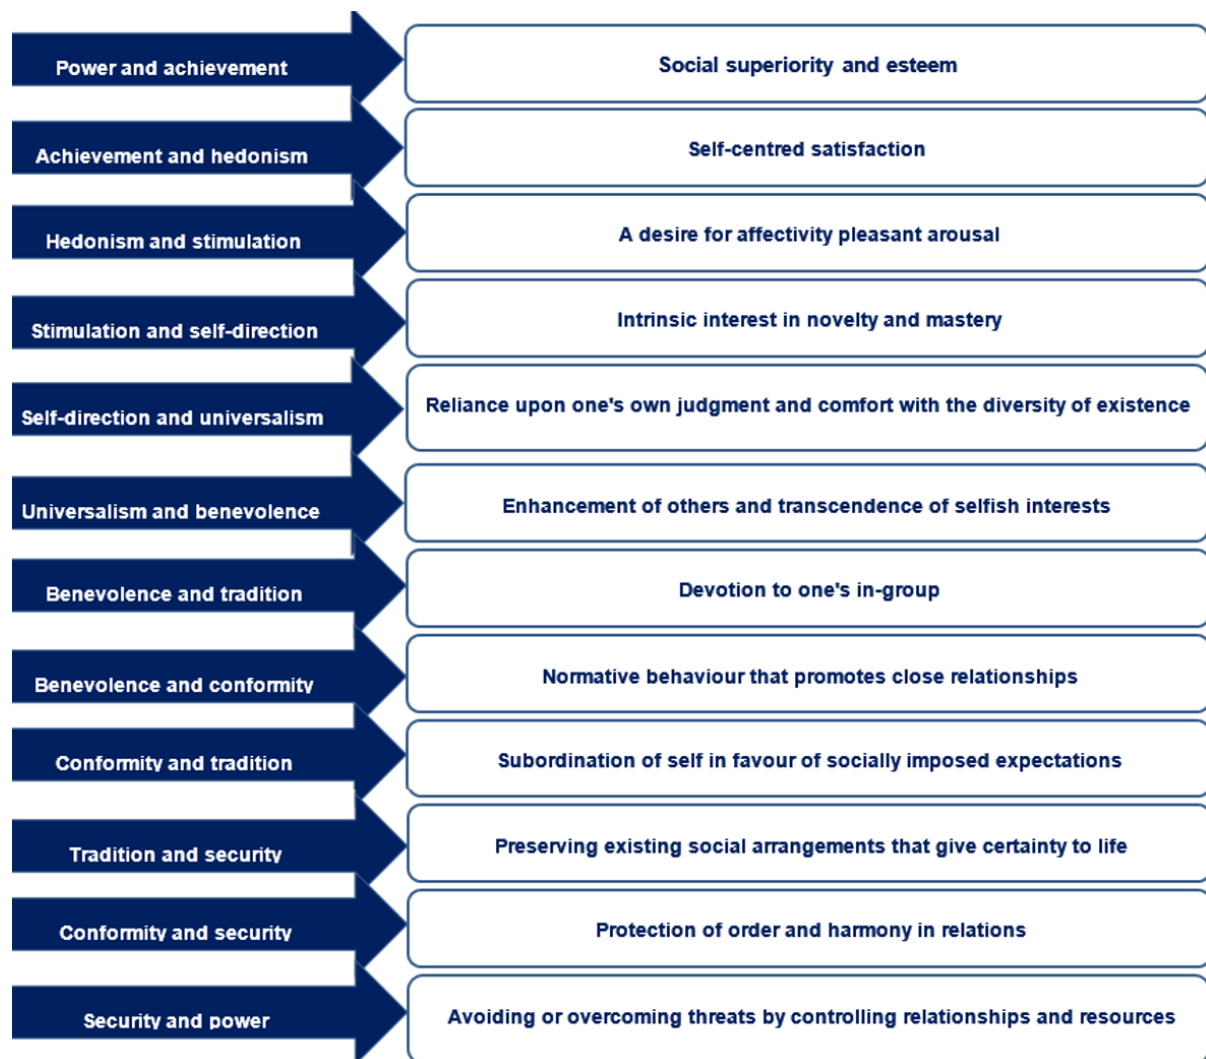 Power and achievement
Social superiority and esteem
Achievement and hedonism
Self-centred satisfaction
Hedonism and stimulation
A desire for affectivity pleasant arousal
Stimulation and self-direction
Intrinsic interest in novelty and mastery
Self-direction and universalism
Reliance upon one's own judgment and comfort with the diversity of existence
Universalism and benevolence
Enhancement of others and transcendence of selfish interests
Benevolence and tradition
Devotion to one's in-group
Benevolence and conformity
Normative behaviour that promotes close relationships
Conformity and tradition
Subordination of self in favour of socially imposed expectations
Tradition and security
Preserving existing social arrangements that give certainty to life
Conformity and security
Protection of order and harmony in relations
Security and power
Avoiding or overcoming threats by controlling relationships and resources